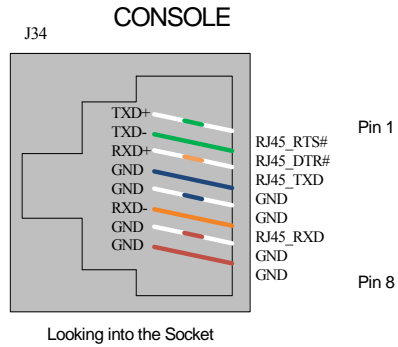 CONSOLE
J34
TXD+
TXD-
RXD+
GND
GND
RXD-
GND
GND
RJ45_RTS#
RJ45_DTR#
RJ45_TXD
GND
GND
RJ45_RXD
GND
GND
Pin 1
Pin 8
Looking into the Socket